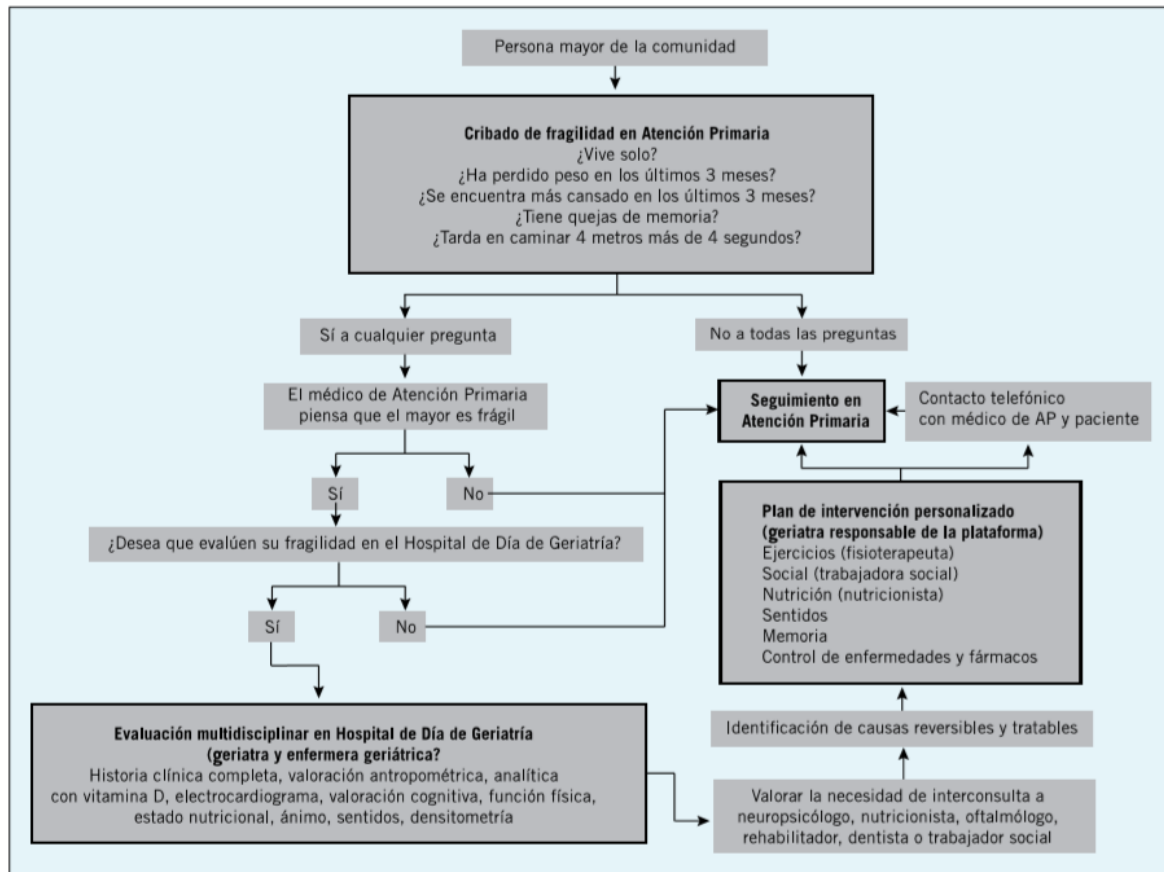 Persona mayor de la comunidad
Cribado de fragilidad en Atención Primaria
¿Vive solo?
¿Ha perdido peso en los últimos 3 meses?
¿Se encuentra más cansado en los últimos 3 meses?
¿Tiene quejas de memoria?
¿Tarda en caminar 4 metros más de 4 segundos?
Sí a cualquier pregunta
No a todas las preguntas
El médico de Atención Primaria
piensa que el mayor es frágil
Seguimiento en
Atención Primaria
Contacto telefónico
con médico de AP y paciente
Sí
No
¿Desea que evalúen su fragilidad en el Hospital de Día de Geriatría?
Sí
No
Plan de intervención personalizado
(geriatra responsable de la plataforma)
Ejercicios (fisioterapeuta)
Social (trabajadora social)
Nutrición (nutricionista)
Sentidos
Memoria
Control de enfermedades y fármacos
Identificación de causas reversibles y tratables
Evaluación multidisciplinar en Hospital de Día de Geriatría
(geriatra y enfermera geriátrica?
Historia clínica completa, valoración antropométrica, analítica
con vitamina D, electrocardiograma, valoración cognitiva, función física,
estado nutricional, ánimo, sentidos, densitometría
Valorar la necesidad de interconsulta a
neuropsicólogo, nutricionista, oftalmólogo,
rehabilitador, dentista o trabajador social